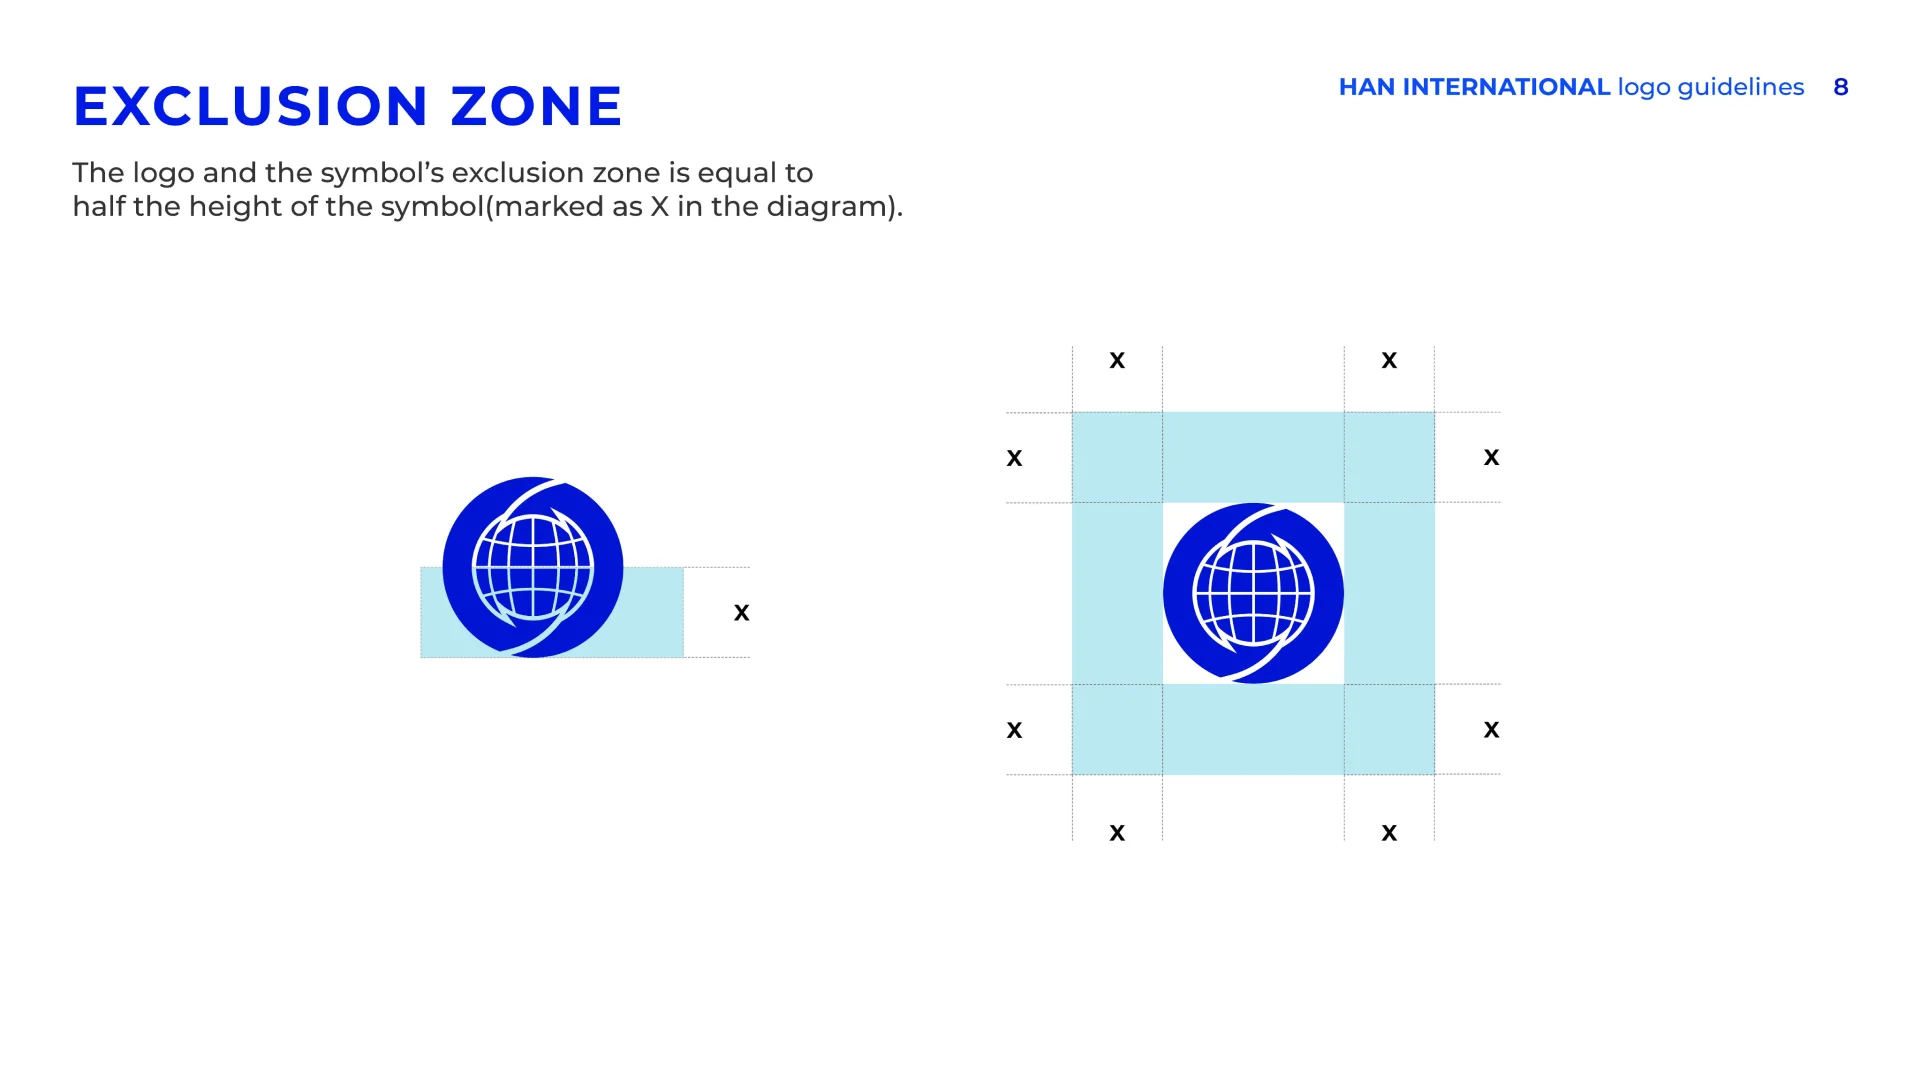 EXCLUSION ZONE
HAN INTERNATIONAL logo guidelines 8
The logo and the symbol’s exclusion zone is equal to
half the height of the symbol(marked as X in the diagram).
X X
X X
X
X X
X X